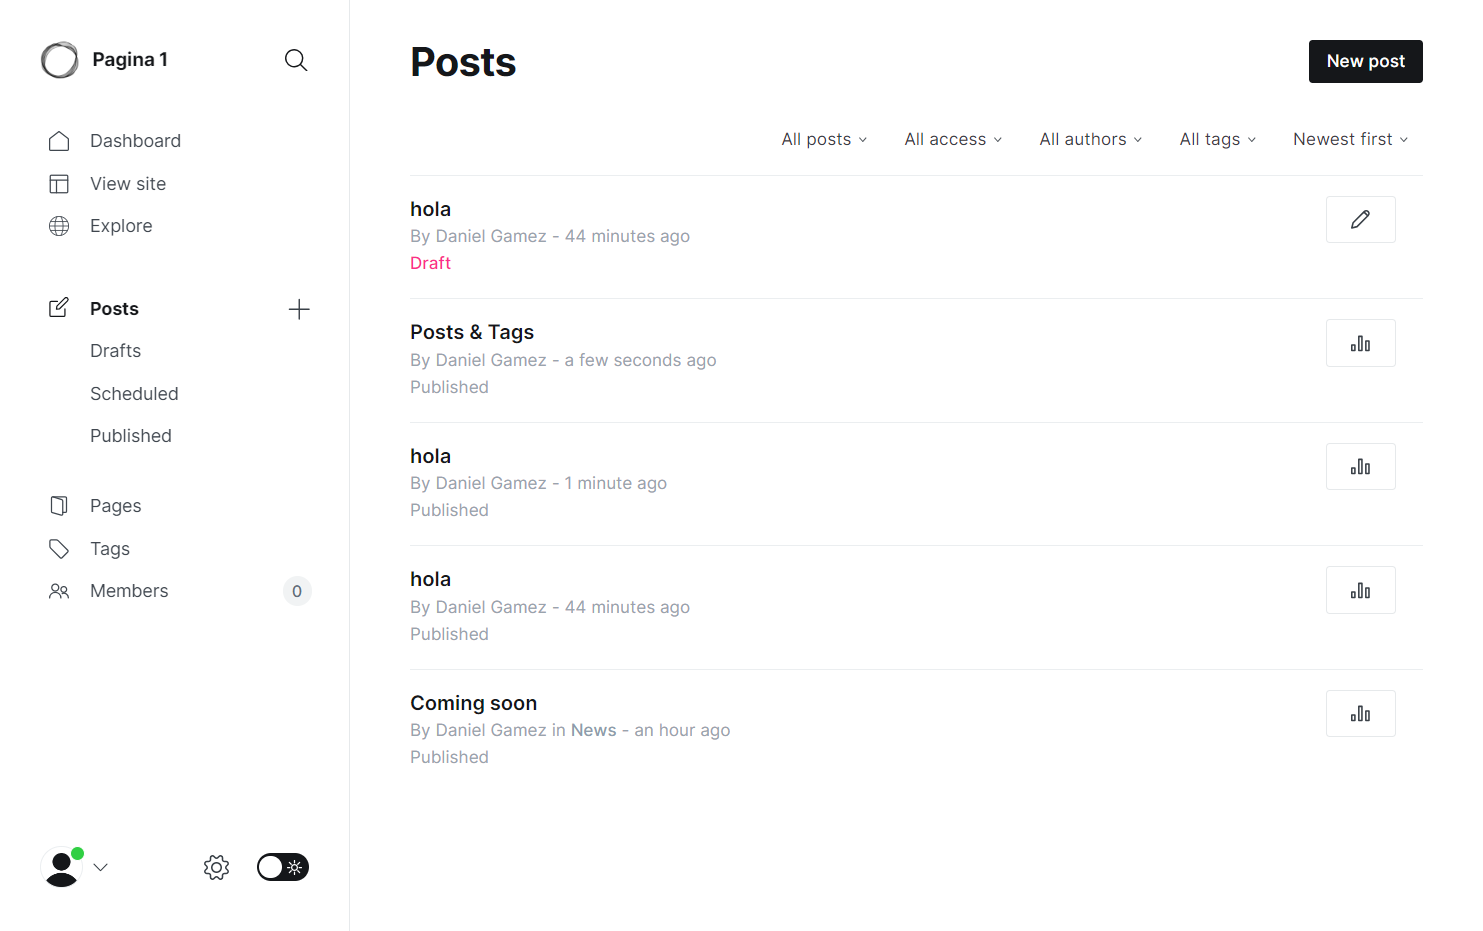 Pagina 1
Dashboard
View site
Explore
Posts
Drafts
Scheduled
Published
Pages
Tags
Members 0
Posts
New post
All posts All access All authors All tags Newest first
hola
By Daniel Gamez - 44 minutes ago
Draft
Posts & Tags
By Daniel Gamez - a few seconds ago
Published
hola
By Daniel Gamez - 1 minute ago
Published
hola
By Daniel Gamez - 44 minutes ago
Published
Coming soon
By Daniel Gamez in News - an hour ago
Published